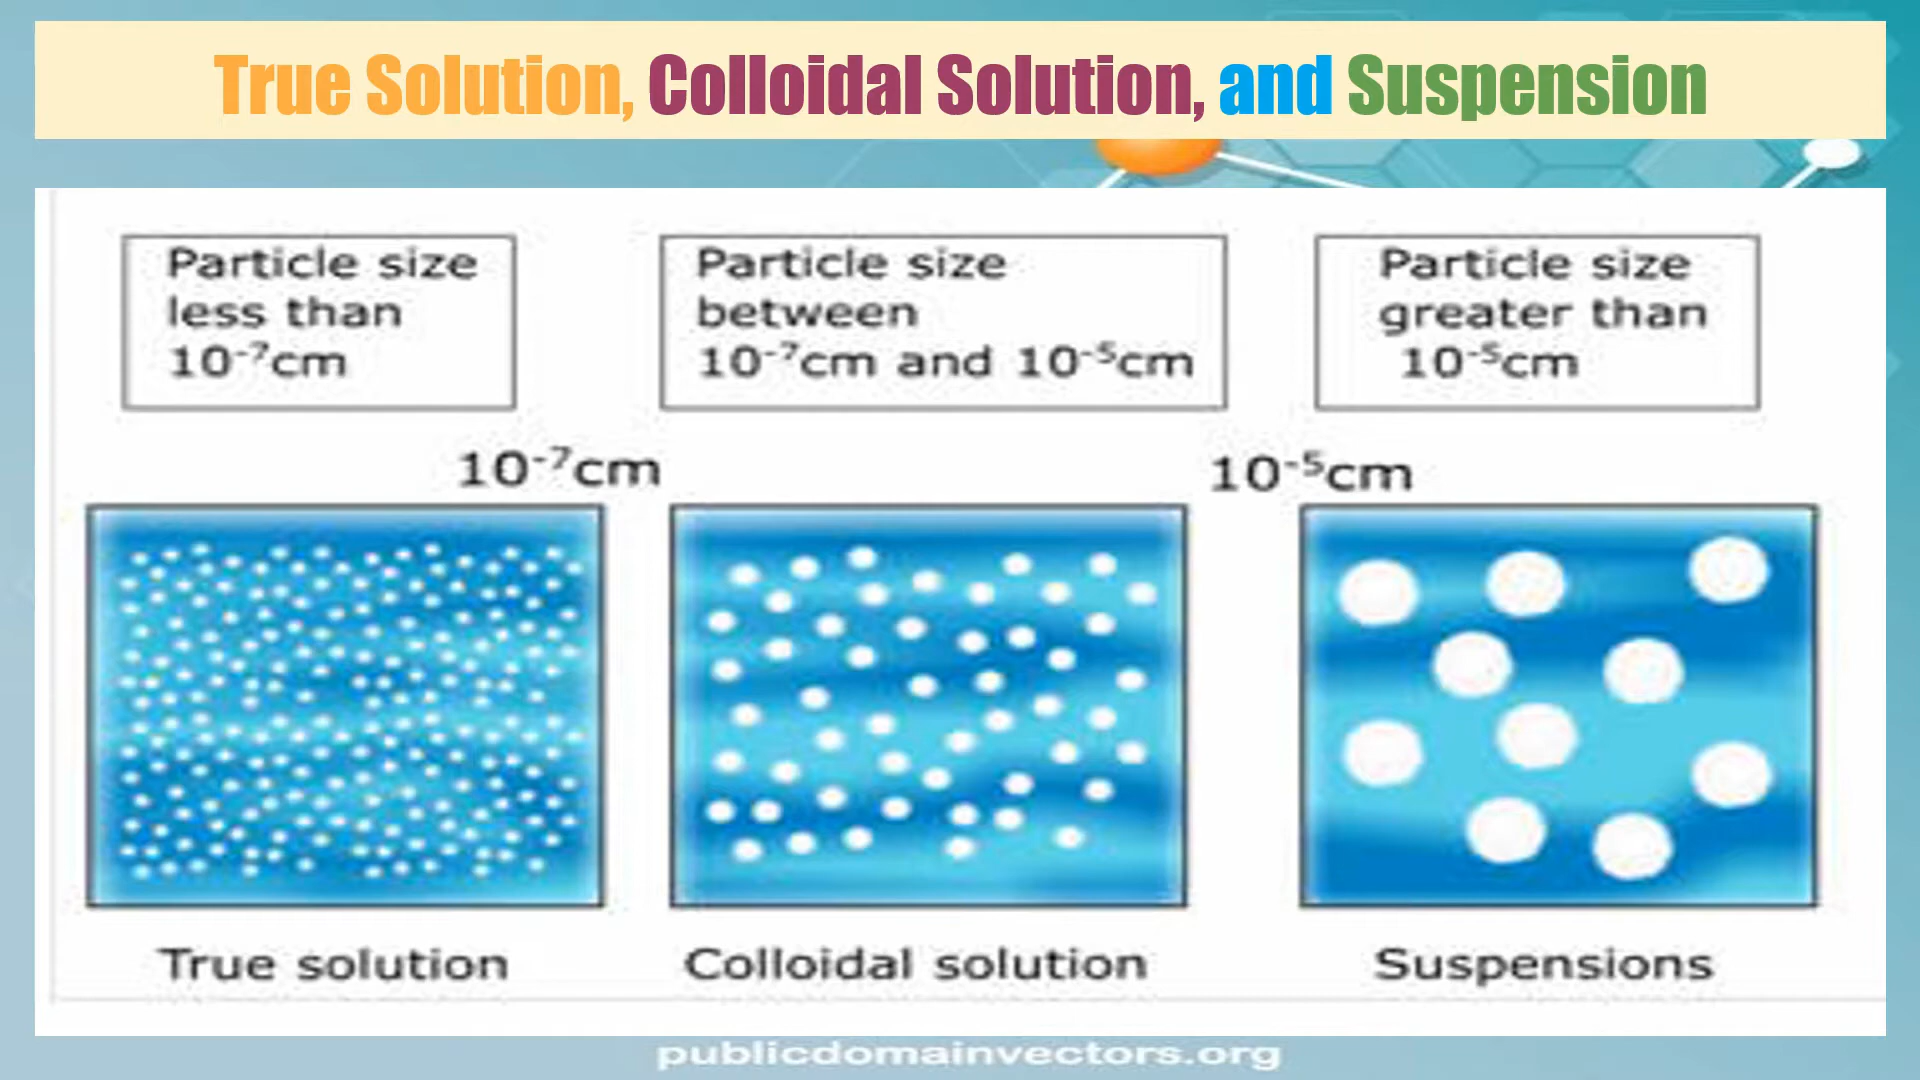 True Solution, Colloidal Solution, and Suspension
Particle size
less than
10⁻⁷cm
Particle size
between
10⁻⁷cm and 10⁻⁵cm
Particle size
greater than
10⁻⁵cm
10⁻⁷cm
10⁻⁵cm
True solution
Colloidal solution
Suspensions
publicdomainvectors.org